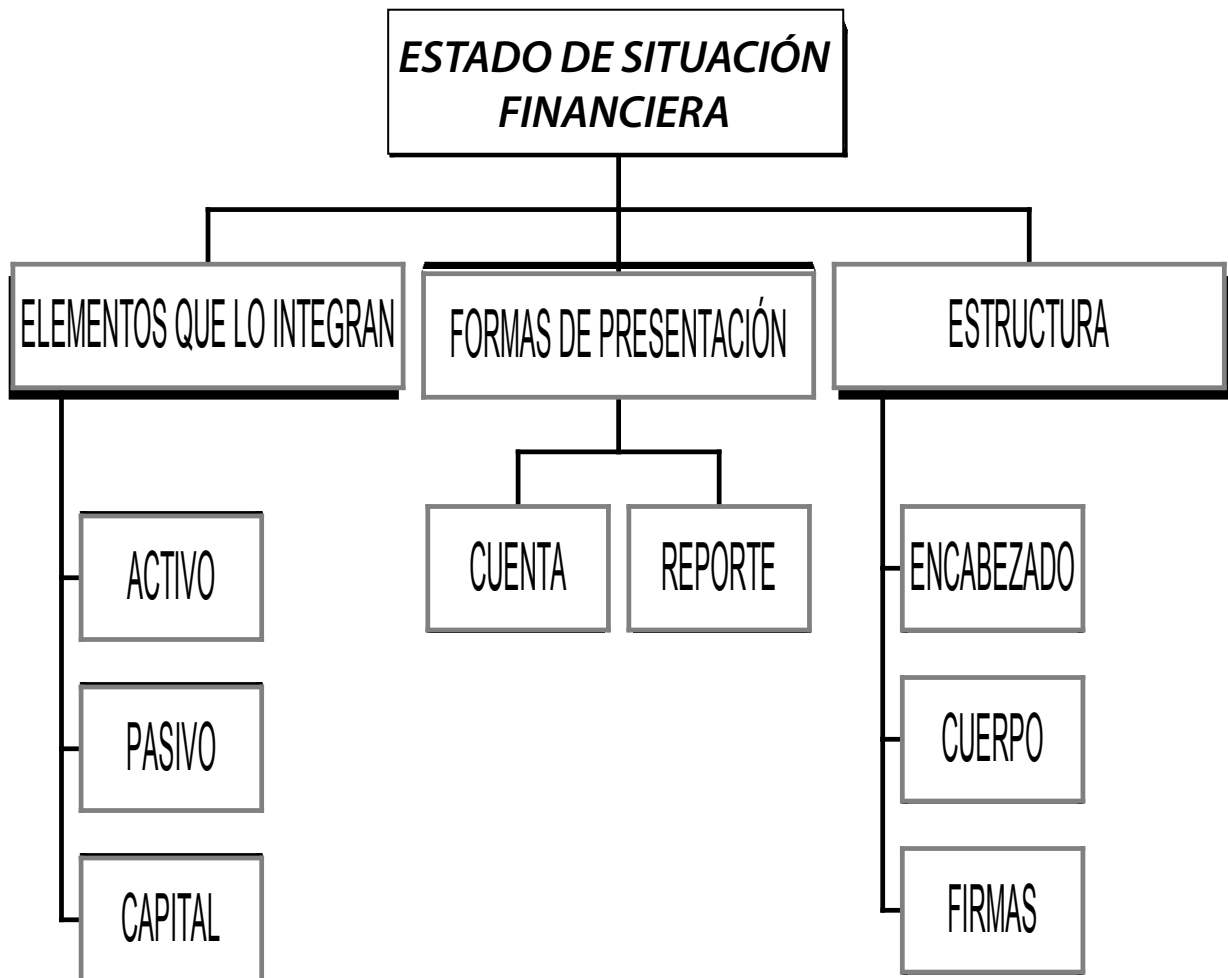 ESTADO DE SITUACIÓN
FINANCIERA
ELEMENTOS QUE LO INTEGRAN
FORMAS DE PRESENTACIÓN
ESTRUCTURA
ACTIVO
PASIVO
CAPITAL
CUENTA
REPORTE
ENCABEZADO
CUERPO
FIRMAS